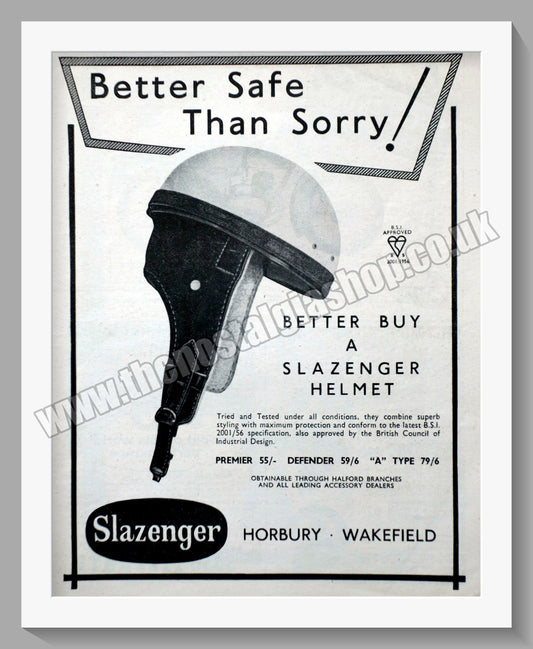 Better Safe
Than Sorry!
B.S.I.
APPROVED
2001/1956
BETTER BUY
A
SLAZENGER
HELMET
Tried and Tested under all conditions, they combine superb
styling with maximum protection and conform to the latest B.S.I.
2001/56 specification, also approved by the British Council of
Industrial Design.
PREMIER 55/- DEFENDER 59/6 "A" TYPE 79/6
OBTAINABLE THROUGH HALFORD BRANCHES
AND ALL LEADING ACCESSORY DEALERS
Slazenger
HORBURY · WAKEFIELD
www.thenostalgiashop.co.uk